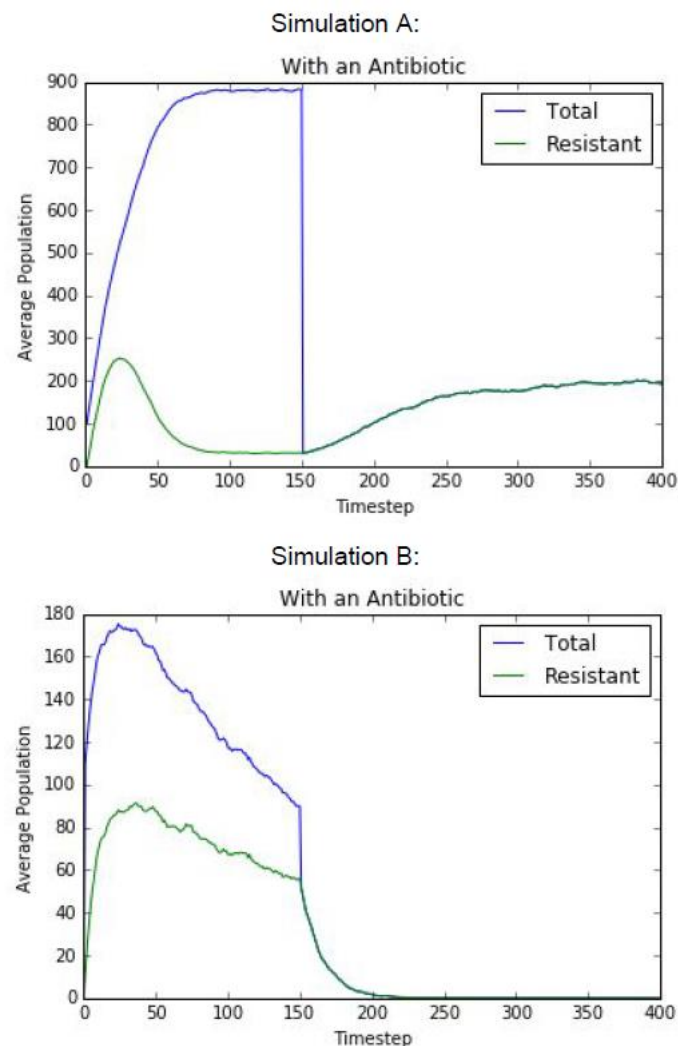 Simulation A:
With an Antibiotic
900
800
700
600
500
400
300
200
100
0
Average Population
Total
Resistant
0 50 100 150 200 250 300 350 400
Timestep
Simulation B:
With an Antibiotic
180
160
140
120
100
80
60
40
20
0
Average Population
Total
Resistant
0 50 100 150 200 250 300 350 400
Timestep